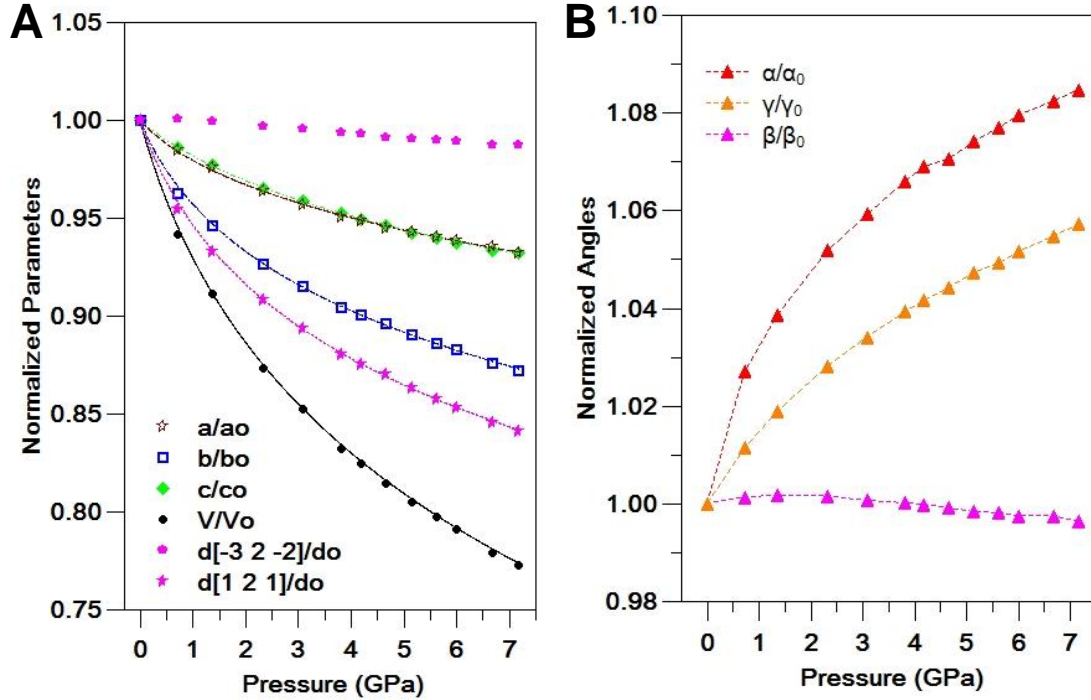 A
Normalized Parameters
1.05
1.00
0.95
0.90
0.85
0.80
0.75
a/ao
b/bo
c/co
V/Vo
d[-3 2 -2]/do
d[1 2 1]/do
0 1 2 3 4 5 6 7
Pressure (GPa)
B
Normalized Angles
1.10
1.08
1.06
1.04
1.02
1.00
0.98
α/α₀
γ/γ₀
β/β₀
0 1 2 3 4 5 6 7
Pressure (GPa)